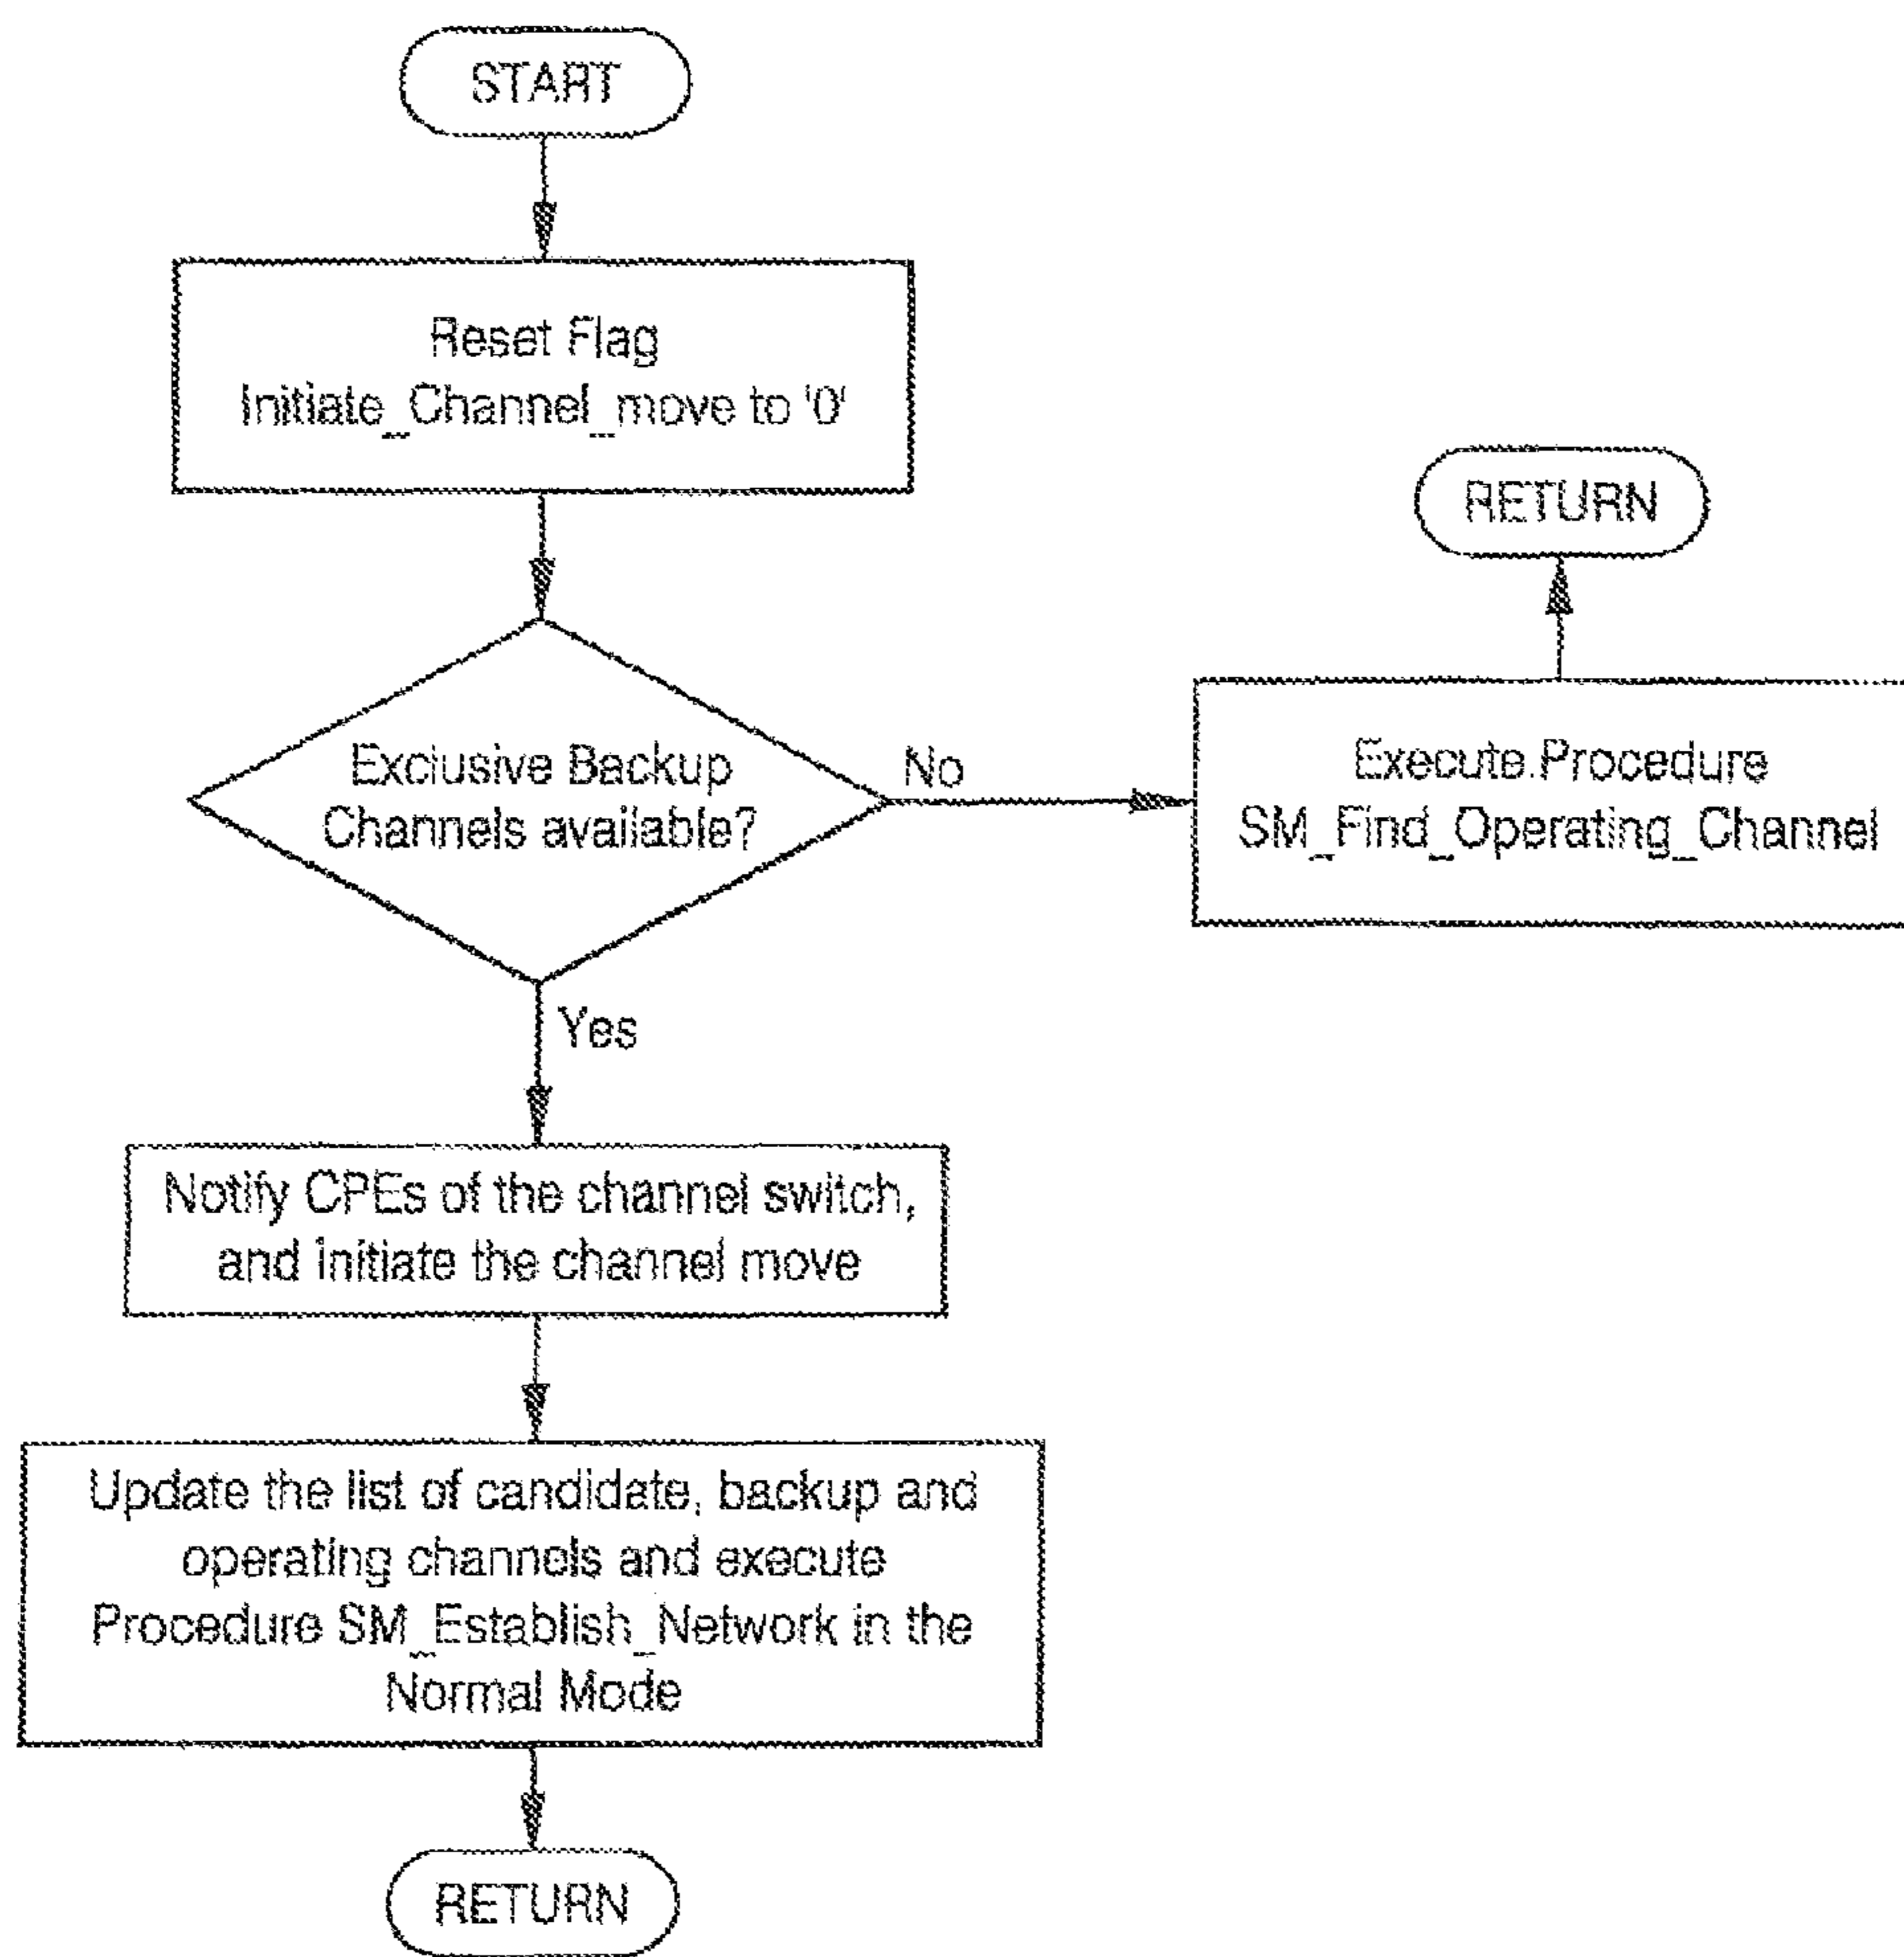 START
Reset Flag
Initiate_Channel_move to '0'
Exclusive Backup
Channels available?
No
Execute.Procedure
SM_Find_Operating_Channel
RETURN
Yes
Notify CPEs of the channel switch,
and initiate the channel move
Update the list of candidate, backup and
operating channels and execute
Procedure SM_Establish_Network in the
Normal Mode
RETURN